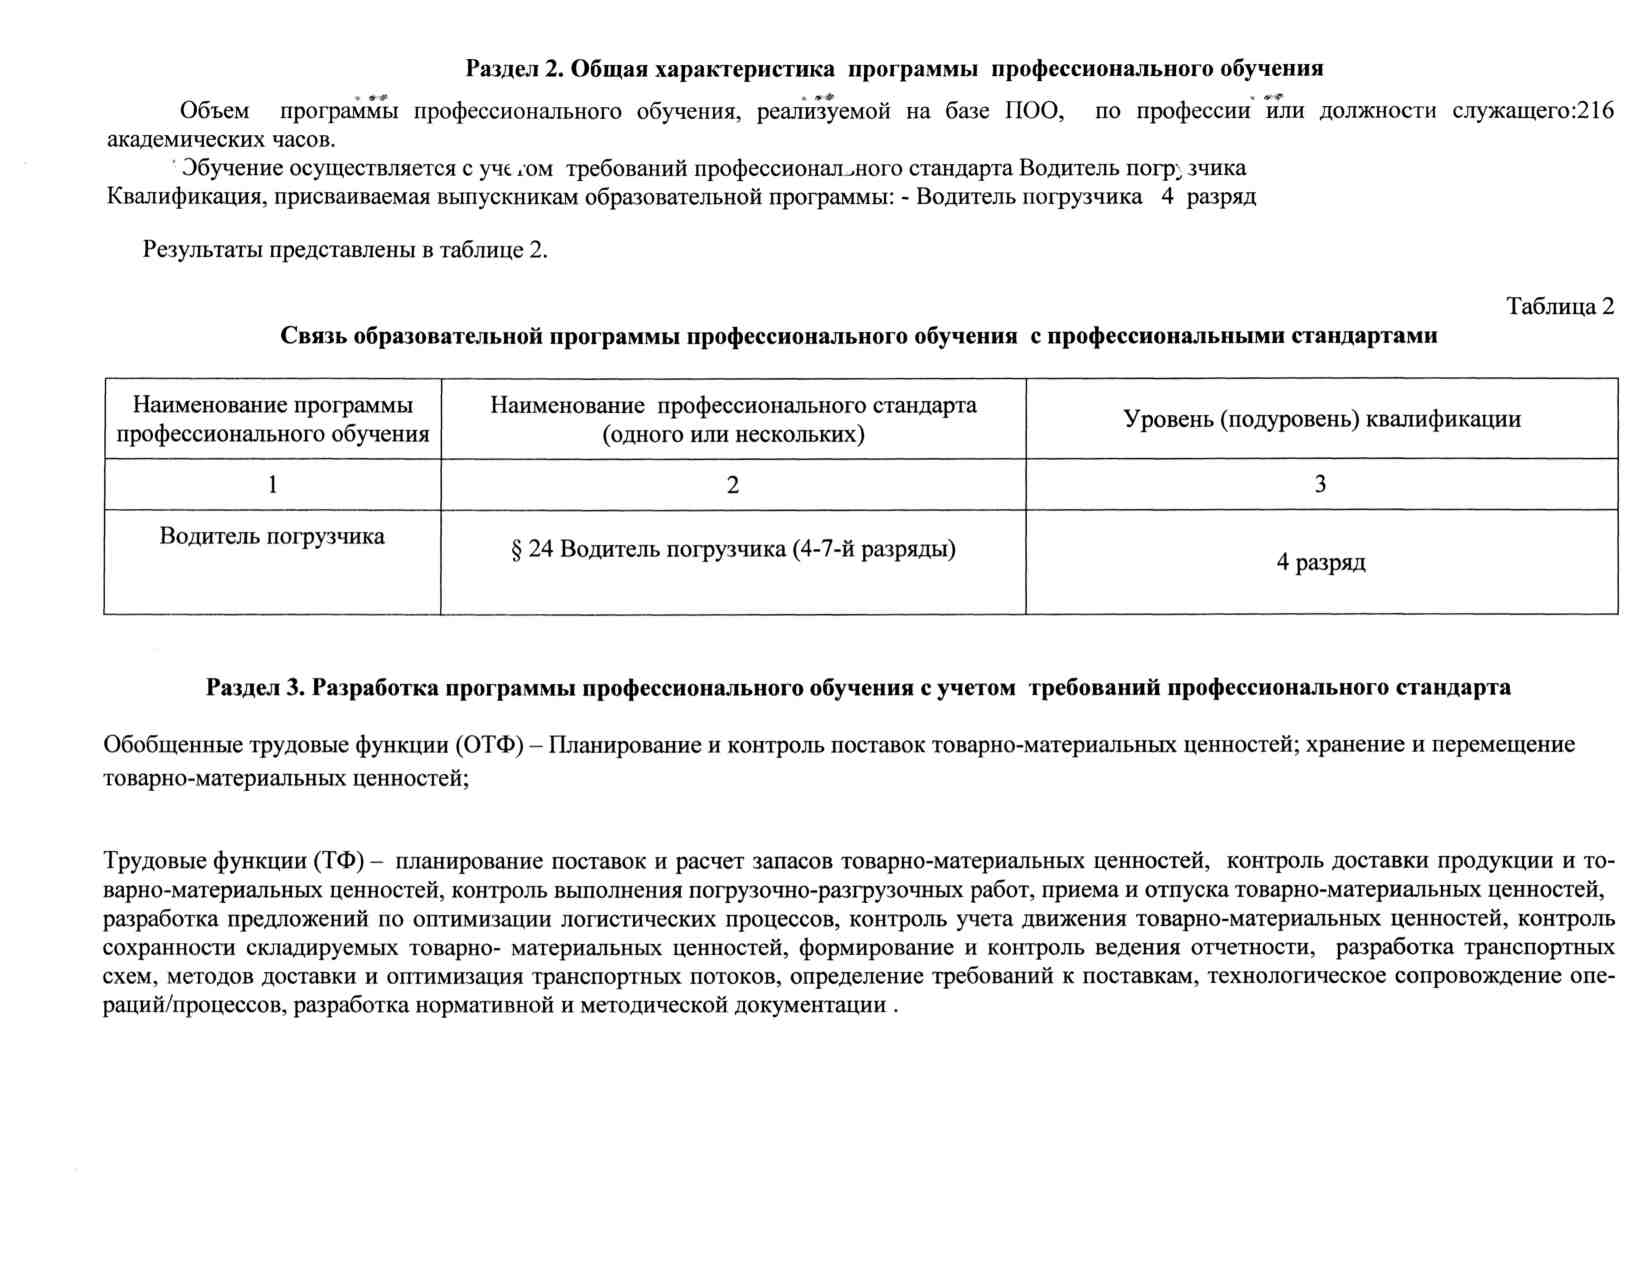 Раздел 2. Общая характеристика программы профессионального обучения
Объем программы профессионального обучения, реализуемой на базе ПОО, по профессии или должности служащего:216
академических часов.
Обучение осуществляется с учетом требований профессионального стандарта Водитель погрузчика
Квалификация, присваиваемая выпускникам образовательной программы: - Водитель погрузчика 4 разряд
Результаты представлены в таблице 2.
Таблица 2
Связь образовательной программы профессионального обучения с профессиональными стандартами
Наименование программы
профессионального обучения
Наименование профессионального стандарта
(одного или нескольких)
Уровень (подуровень) квалификации
1
2
3
Водитель погрузчика
§ 24 Водитель погрузчика (4-7-й разряды)
4 разряд
Раздел 3. Разработка программы профессионального обучения с учетом требований профессионального стандарта
Обобщенные трудовые функции (ОТФ) – Планирование и контроль поставок товарно-материальных ценностей; хранение и перемещение
товарно-материальных ценностей;
Трудовые функции (ТФ) – планирование поставок и расчет запасов товарно-материальных ценностей, контроль доставки продукции и то-
варно-материальных ценностей, контроль выполнения погрузочно-разгрузочных работ, приема и отпуска товарно-материальных ценностей,
разработка предложений по оптимизации логистических процессов, контроль учета движения товарно-материальных ценностей, контроль
сохранности складируемых товарно- материальных ценностей, формирование и контроль ведения отчетности, разработка транспортных
схем, методов доставки и оптимизация транспортных потоков, определение требований к поставкам, технологическое сопровождение опе-
раций/процессов, разработка нормативной и методической документации .